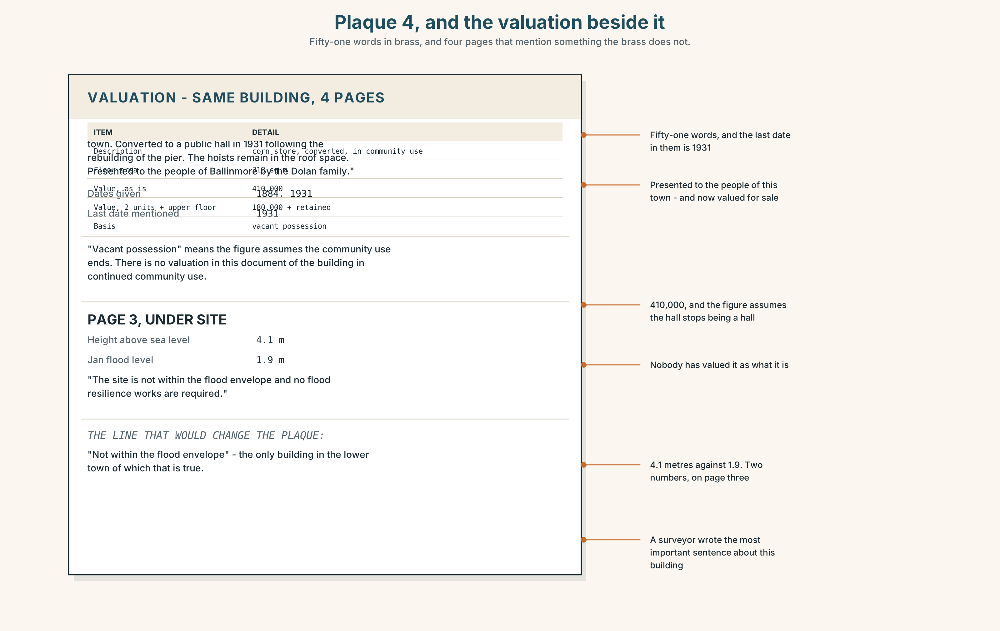 Plaque 4, and the valuation beside it
Fifty-one words in brass, and four pages that mention something the brass does not.
VALUATION - SAME BUILDING, 4 PAGES
ITEM DETAIL
town. Converted to a public hall in 1931 following the
Description corn store, converted, in community use
rebuilding of the pier. The hoists remain in the roof space.
Floor area 318 sq m
Presented to the people of Ballinmore by the Dolan family."
Value, as is 410,000
Dates given 1884, 1931
Value, 2 units + upper floor 180,000 + retained
Last date mentioned 1931
Basis vacant possession
"Vacant possession" means the figure assumes the community use
ends. There is no valuation in this document of the building in
continued community use.
PAGE 3, UNDER SITE
Height above sea level 4.1 m
Jan flood level 1.9 m
"The site is not within the flood envelope and no flood
resilience works are required."
THE LINE THAT WOULD CHANGE THE PLAQUE:
"Not within the flood envelope" - the only building in the lower
town of which that is true.
Fifty-one words, and the last date
in them is 1931
Presented to the people of this
town - and now valued for sale
410,000, and the figure assumes
the hall stops being a hall
Nobody has valued it as what it is
4.1 metres against 1.9. Two
numbers, on page three
A surveyor wrote the most
important sentence about this
building